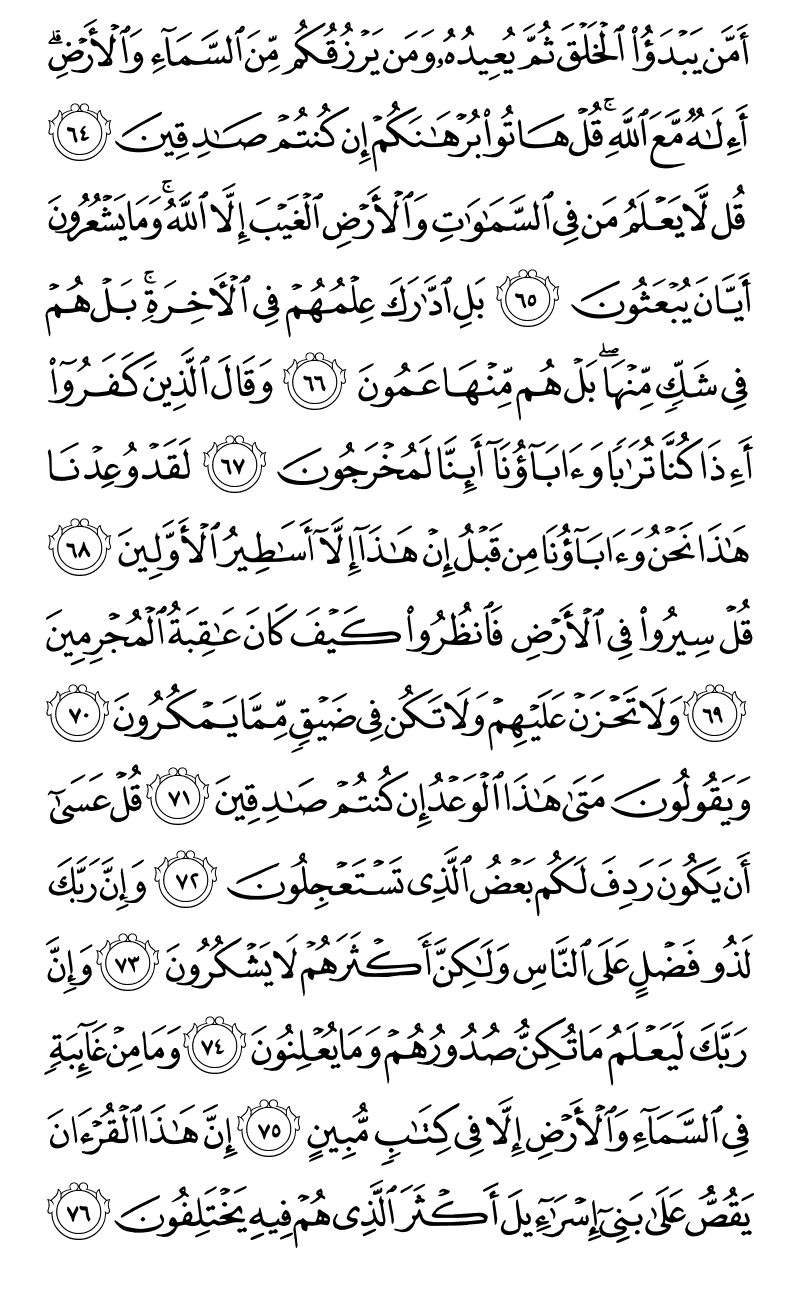 أَمَّن يَبْدَؤُا۟ ٱلْخَلْقَ ثُمَّ يُعِيدُهُۥ وَمَن يَرْزُقُكُم مِّنَ ٱلسَّمَآءِ وَٱلْأَرْضِ ۗ
أَءِلَـٰهٌ مَّعَ ٱللَّهِ ۚ قُلْ هَاتُوا۟ بُرْهَـٰنَكُمْ إِن كُنتُمْ صَـٰدِقِينَ ٦٤
قُل لَّا يَعْلَمُ مَن فِى ٱلسَّمَـٰوَٰتِ وَٱلْأَرْضِ ٱلْغَيْبَ إِلَّا ٱللَّهُ ۚ وَمَا يَشْعُرُونَ
أَيَّانَ يُبْعَثُونَ ٦٥ بَلِ ٱدَّٰرَكَ عِلْمُهُمْ فِى ٱلْـَٔاخِرَةِ ۚ بَلْ هُمْ
فِى شَكٍّ مِّنْهَا ۖ بَلْ هُم مِّنْهَا عَمُونَ ٦٦ وَقَالَ ٱلَّذِينَ كَفَرُوٓا۟
أَءِذَا كُنَّا تُرَٰبًا وَءَابَآؤُنَآ أَئِنَّا لَمُخْرَجُونَ ٦٧ لَقَدْ وُعِدْنَا
هَـٰذَا نَحْنُ وَءَابَآؤُنَا مِن قَبْلُ إِنْ هَـٰذَآ إِلَّآ أَسَـٰطِيرُ ٱلْأَوَّلِينَ ٦٨
قُلْ سِيرُوا۟ فِى ٱلْأَرْضِ فَٱنظُرُوا۟ كَيْفَ كَانَ عَـٰقِبَةُ ٱلْمُجْرِمِينَ
٦٩ وَلَا تَحْزَنْ عَلَيْهِمْ وَلَا تَكُن فِى ضَيْقٍ مِّمَّا يَمْكُرُونَ ٧٠
وَيَقُولُونَ مَتَىٰ هَـٰذَا ٱلْوَعْدُ إِن كُنتُمْ صَـٰدِقِينَ ٧١ قُلْ عَسَىٰٓ
أَن يَكُونَ رَدِفَ لَكُم بَعْضُ ٱلَّذِى تَسْتَعْجِلُونَ ٧٢ وَإِنَّ رَبَّكَ
لَذُو فَضْلٍ عَلَى ٱلنَّاسِ وَلَـٰكِنَّ أَكْثَرَهُمْ لَا يَشْكُرُونَ ٧٣ وَإِنَّ
رَبَّكَ لَيَعْلَمُ مَا تُكِنُّ صُدُورُهُمْ وَمَا يُعْلِنُونَ ٧٤ وَمَا مِنْ غَآئِبَةٍ
فِى ٱلسَّمَآءِ وَٱلْأَرْضِ إِلَّا فِى كِتَـٰبٍ مُّبِينٍ ٧٥ إِنَّ هَـٰذَا ٱلْقُرْءَانَ
يَقُصُّ عَلَىٰ بَنِىٓ إِسْرَٰٓءِيلَ أَكْثَرَ ٱلَّذِى هُمْ فِيهِ يَخْتَلِفُونَ ٧٦